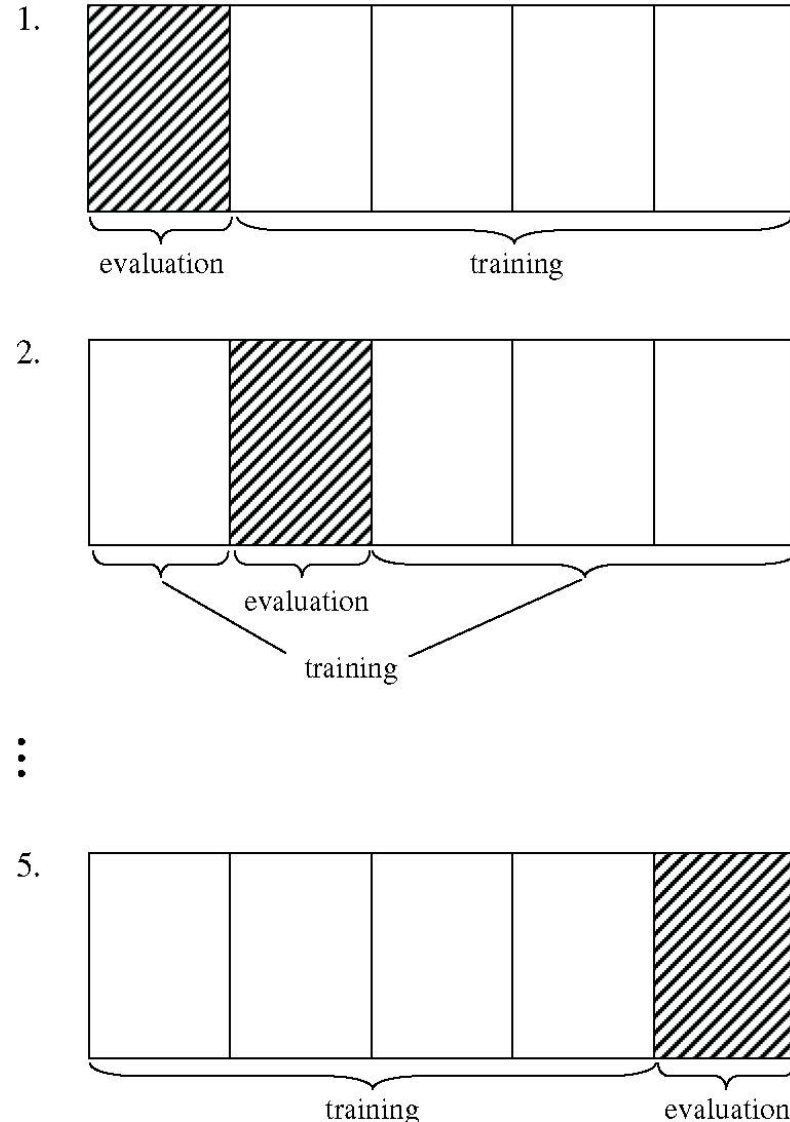 1.
evaluation training
2.
evaluation
training
⋮
5.
training evaluation